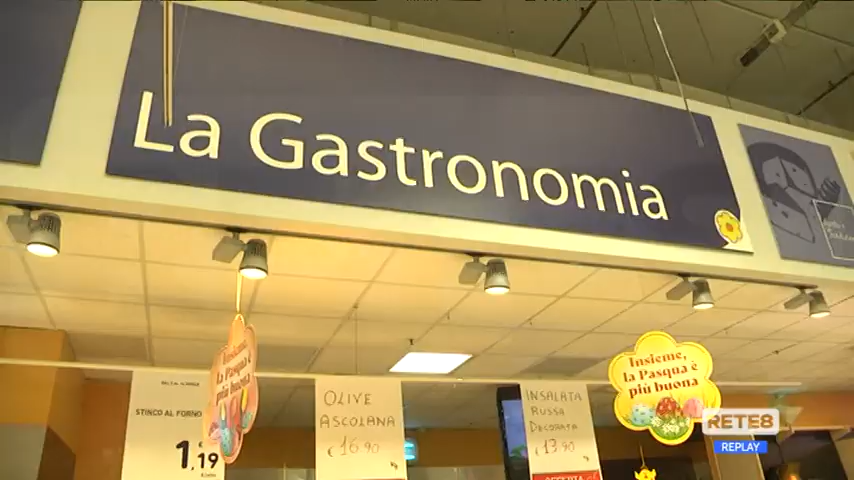 La Gastronomia
Insieme,
la Pasqua è
più buona
Insieme,
la Pasqua è
più buona
STINCO AL FORNO
€
1,19
OLIVE
ASCOLANA
€16.90
INSALATA
RUSSA
DECORATA
€13.90
OFFERTA
RETE8
REPLAY